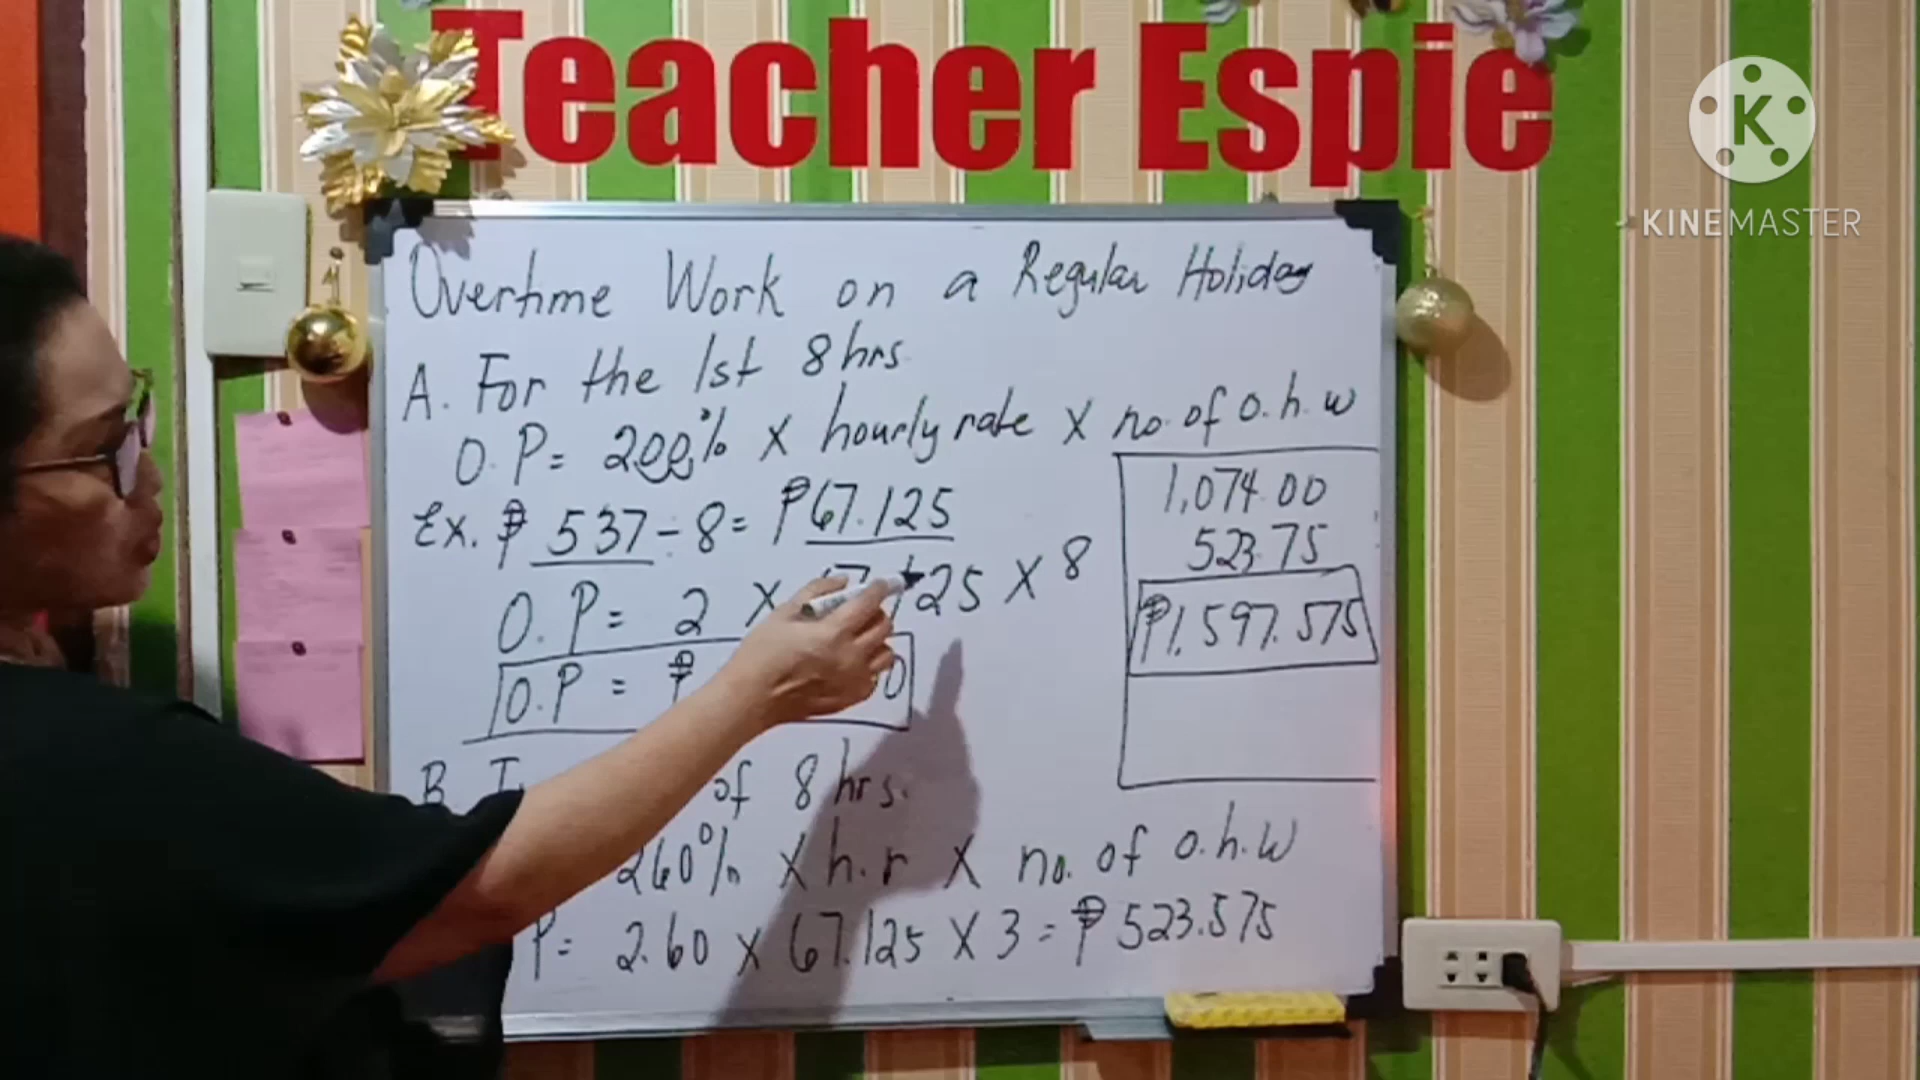 Teacher Espie
K
KINEMASTER
Overtime Work on a Regular Holiday
A. For the 1st 8 hrs.
O.P = 200% X hourly rate X no. of o.h.w
Ex. ₱ 537 ÷ 8 = ₱67.125
O.P = 2 X 125 X 8
O.P = ₱
1,074.00
523.75
₱1,597.575
B. of 8 hrs.
260% X h.r X no. of o.h.w
P = 2.60 X 67.125 X 3 = ₱523.575